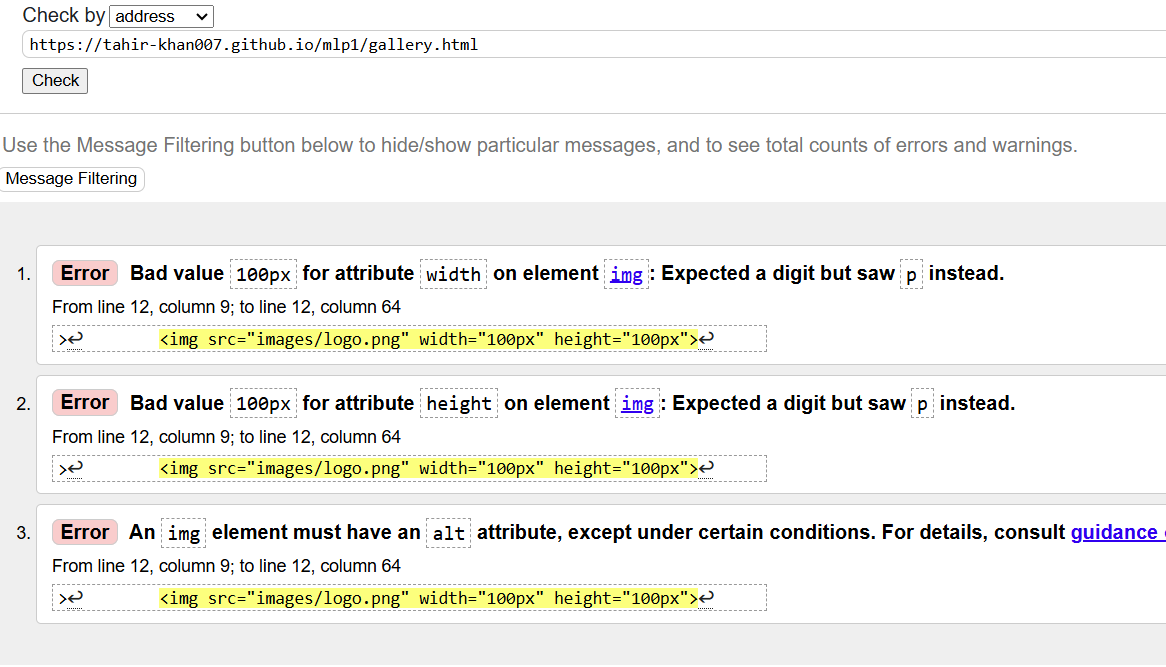 Check by address
https://tahir-khan007.github.io/mlp1/gallery.html
Check
Use the Message Filtering button below to hide/show particular messages, and to see total counts of errors and warnings.
Message Filtering
1. Error Bad value 100px for attribute width on element img: Expected a digit but saw p instead.
From line 12, column 9; to line 12, column 64
>↩ <img src="images/logo.png" width="100px" height="100px">↩
2. Error Bad value 100px for attribute height on element img: Expected a digit but saw p instead.
From line 12, column 9; to line 12, column 64
>↩ <img src="images/logo.png" width="100px" height="100px">↩
3. Error An img element must have an alt attribute, except under certain conditions. For details, consult guidance
From line 12, column 9; to line 12, column 64
>↩ <img src="images/logo.png" width="100px" height="100px">↩